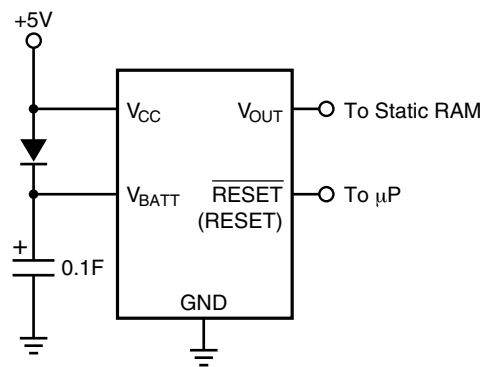 +5V
VCC
VOUT
To Static RAM
VBATT
RESET
(RESET)
To μP
+
0.1F
GND